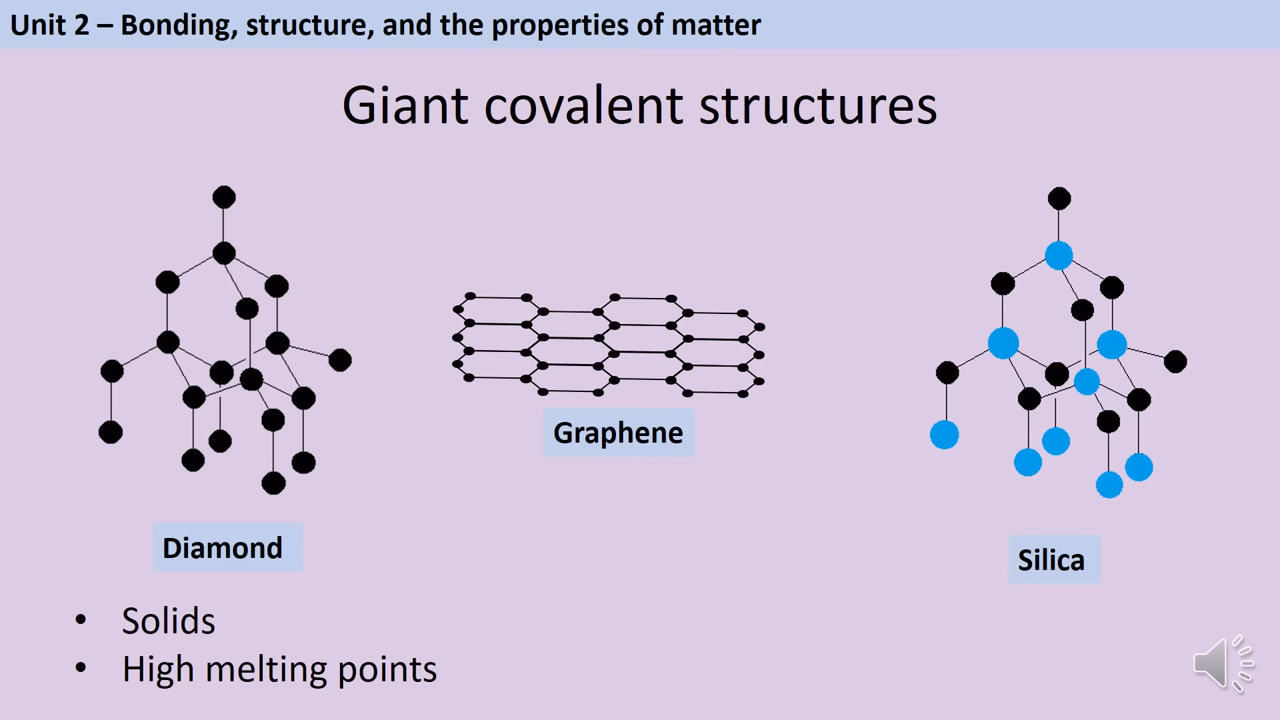 Unit 2 – Bonding, structure, and the properties of matter
Giant covalent structures
Graphene
Diamond
Silica
• Solids
• High melting points